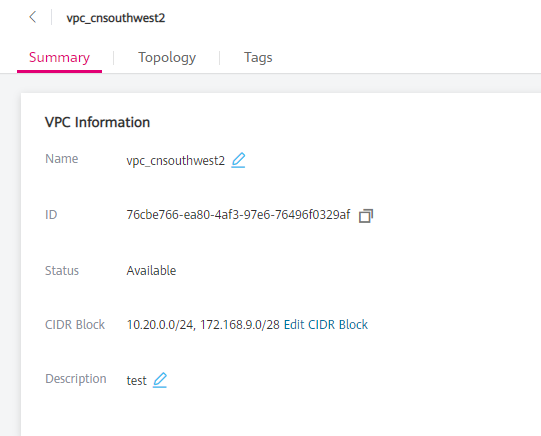 vpc_cnsouthwest2
Summary Topology Tags
VPC Information
Name vpc_cnsouthwest2
ID 76cbe766-ea80-4af3-97e6-76496f0329af
Status Available
CIDR Block 10.20.0.0/24, 172.168.9.0/28 Edit CIDR Block
Description test